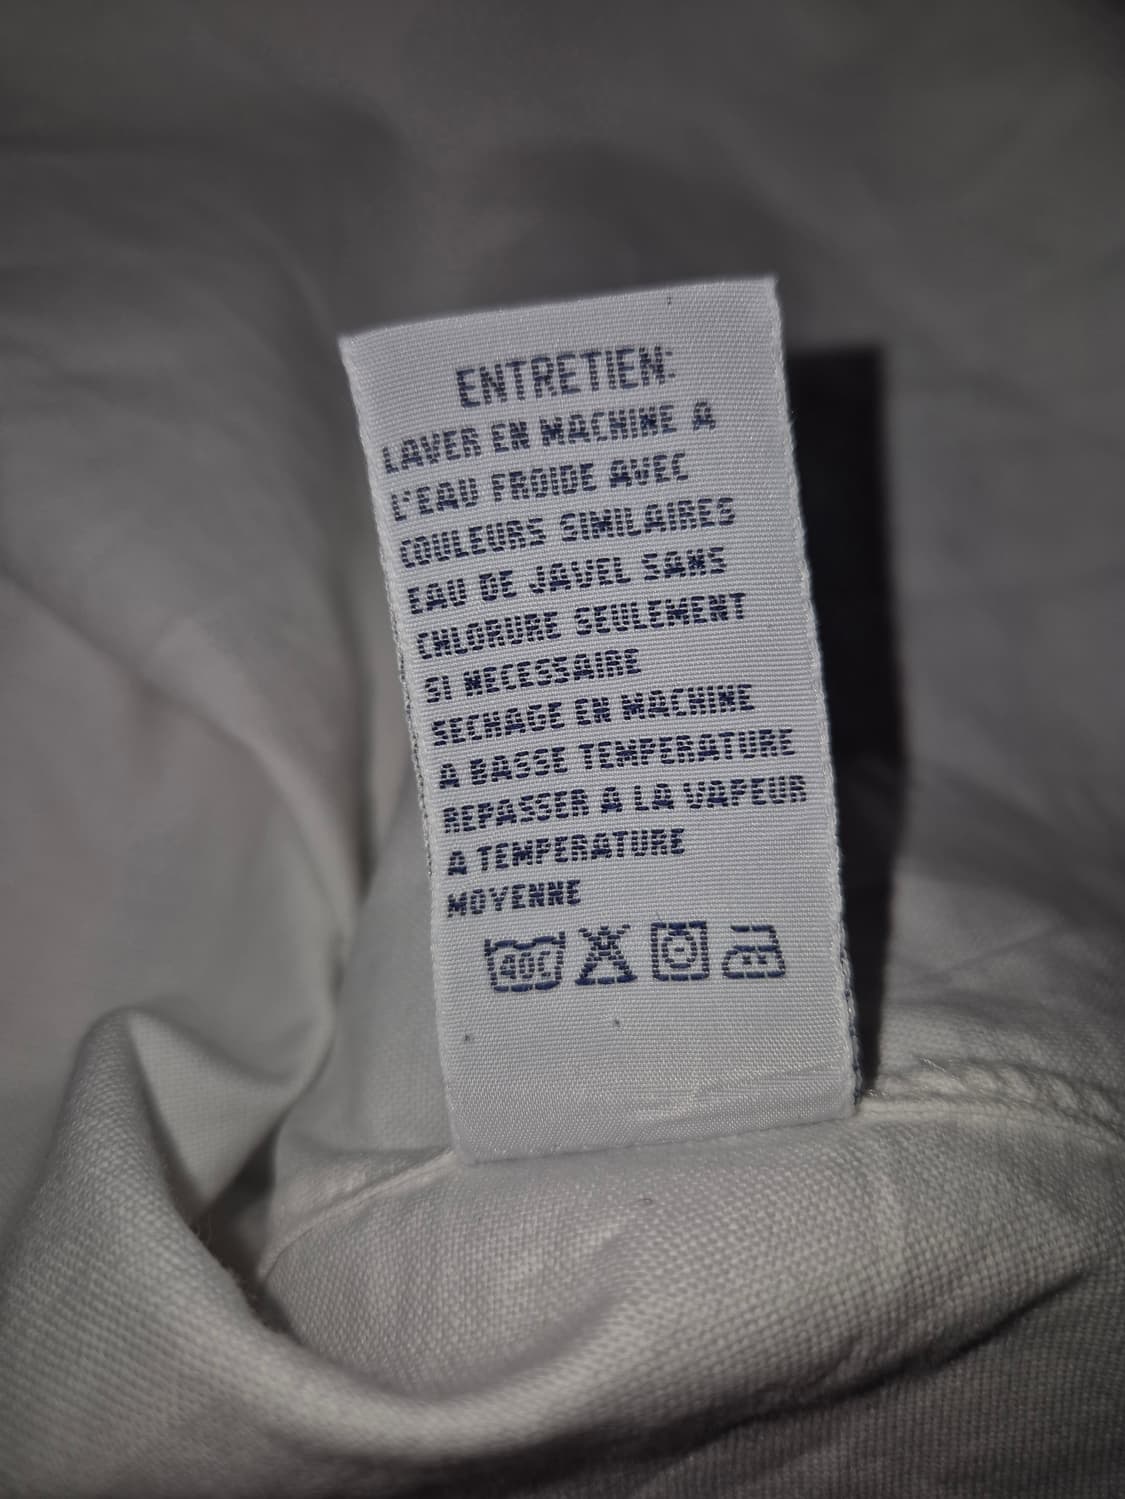 ENTRETIEN:
LAVER EN MACHINE A
L'EAU FROIDE AVEC
COULEURS SIMILAIRES
EAU DE JAVEL SANS
CHLORURE SEULEMENT
SI NECESSAIRE
SECHAGE EN MACHINE
A BASSE TEMPERATURE
REPASSER A LA VAPEUR
A TEMPERATURE
MOYENNE
40C